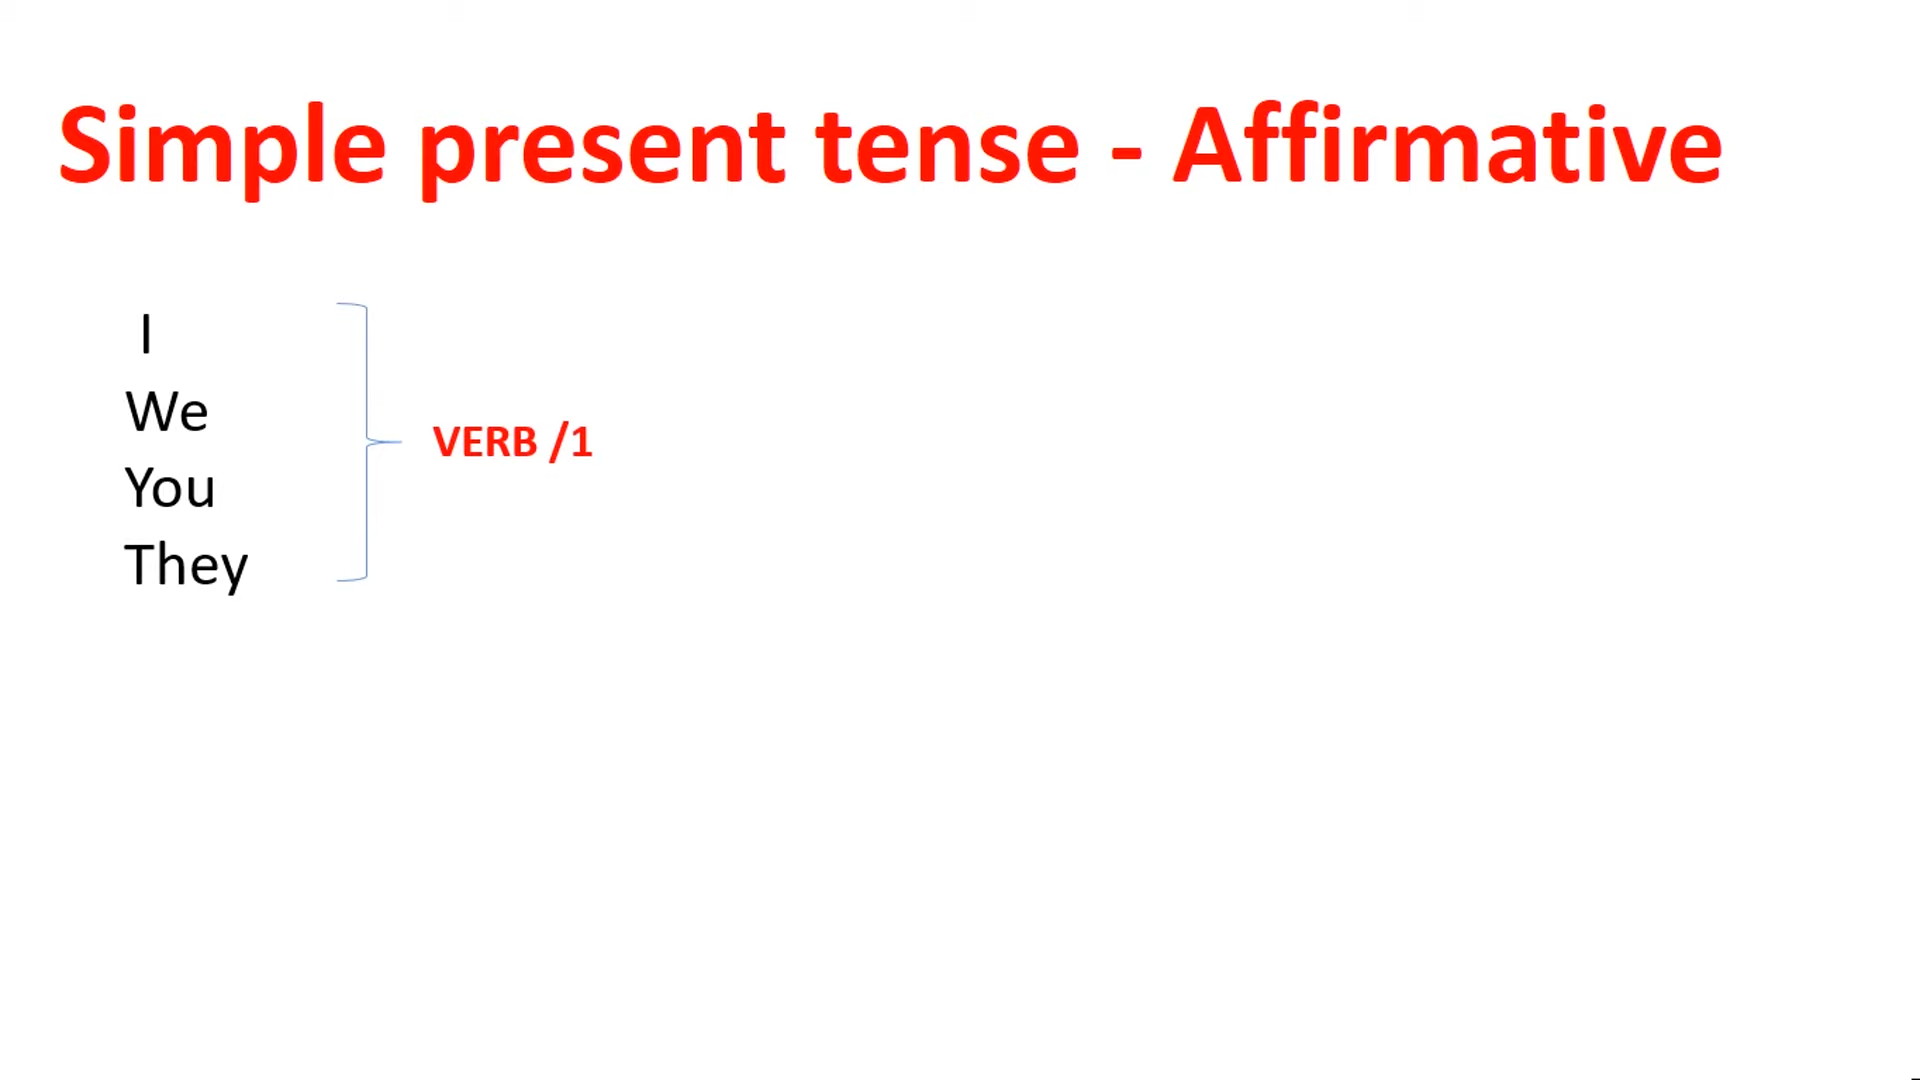 Simple present tense - Affirmative
I
We
You
They
VERB /1